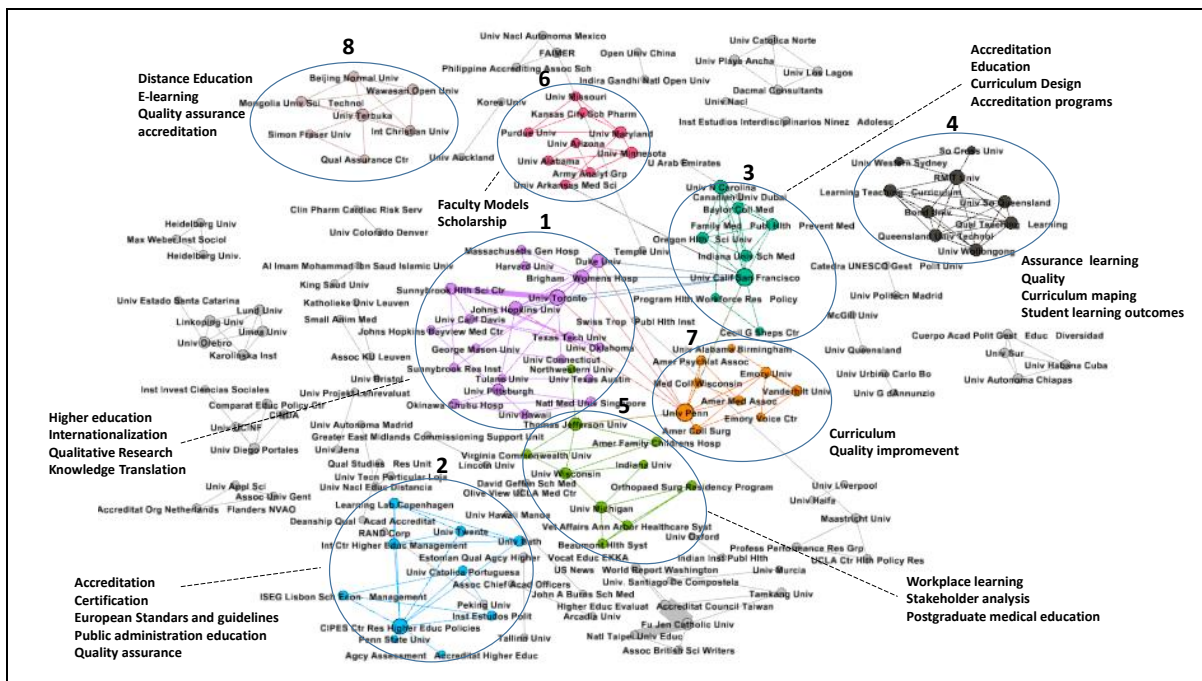 8
Distance Education
E-learning
Quality assurance
accreditation
Beijing Normal Univ
Wawasan Open Univ
Mongolia Univ Sci Technol
Univ Terbuka
Simon Fraser Univ
Int Christian Univ
Qual Assurance Ctr
Univ Nacl Autonoma Mexico
FAIMER
Open Univ China
Philippine Accrediting Assoc Sch
Indira Gandhi Natl Open Univ
Korea Univ
Univ Auckland
Univ Catolica Norte
Univ Playa Ancha
Univ Los Lagos
Dacmai Consultants
Univ Nacl
Inst Estudios Interdisciplinarios Ninez Adolesc
U Arab Emirates
6
Univ Missouri
Kansas City Sch Pharm
Purdue Univ
Univ Maryland
Univ Arizona
Univ Minnesota
Univ Alabama
Army Analyt Grp
Univ Arkansas Med Sci
Faculty Models
Scholarship
Accreditation
Education
Curriculum Design
Accreditation programs
3
Univ N Carolina
Canadian Univ Dubai
Baylor Coll Med
Family Med Publ Hlth Prevent Med
Oregon Hlth Sci Univ
Indiana Univ Sch Med
Univ Calif San Francisco
Program Hlth Workforce Res Policy
Cecil G Sheps Ctr
4
So Cross Univ
Univ Western Sydney
RMIT Univ
Learning Teaching Curriculum
Univ So Queensland
Bond Univ
Qual Teaching Learning
Queensland Univ Technol
Univ Wollongong
Assurance learning
Quality
Curriculum maping
Student learning outcomes
Heidelberg Univ
Max Weber Inst Sociol
Heidelberg Univ.
Clin Pharm Cardiac Risk Serv
Univ Colorado Denver
Al Imam Mohammad Ibn Saud Islamic Univ
King Saud Univ
Katholieke Univ Leuven
Small Anim Med
Assoc KU Leuven
Univ Bristol
Univ Projekt Lehrevaluat
Univ Estado Santa Catarina
Lund Univ
Linkoping Univ
Umea Univ
Univ Orebro
Karolinska Inst
1
Massachusetts Gen Hosp
Duke Univ
Harvard Univ
Brigham Womens Hosp
Sunnybrook Hlth Sci Ctr
Univ Toronto
Johns Hopkins Univ
Univ Calif Davis
Johns Hopkins Bayview Med Ctr
Texas Tech Univ
George Mason Univ
Univ Oklahoma
Univ Connecticut
Sunnybrook Res Inst
Northwestern Univ
Tulane Univ
Univ Texas Austin
Univ Pittsburgh
Okinawa Chubu Hosp
Natl Med Univ Singapore
Univ Hawaii
Temple Univ
Swiss Trop Publ Hlth Inst
Higher education
Internationalization
Qualitative Research
Knowledge Translation
7
Univ Alabama Birmingham
Amer Psychiat Assoc
Emory Univ
Med Coll Wisconsin
Vanderbilt Univ
Amer Med Assoc
Univ Penn
Emory Voice Ctr
Amer Coll Surg
Curriculum
Quality impromevent
Catedra UNESCO Gest Polit Univ
Univ Politecn Madrid
McGill Univ
Univ Queensland
Univ Urbino Carlo Bo
Univ G dAnnunzio
Cuerpo Acad Polit Gest Educ Diversidad
Univ Sur
Univ Habana Cuba
Univ Autonoma Chiapas
Inst Invest Ciencias Sociales
Comparat Educ Policy Ctr
CINDA
Univ Diego Portales
Univ Autonoma Madrid
Greater East Midlands Commissioning Support Unit
Univ Jena
Qual Studies Res Unit
Lincoln Univ
Univ Tecn Particular Loja
Univ Nacl Educ Distancia
David Geffen Sch Med
Olive View UCLA Med Ctr
Univ Hawaii Manoa
Univ Appl Sci
Assoc Univ Gent
Accreditat Org Netherlands Flanders NVAO
5
Thomas Jefferson Univ
Amer Family Childrens Hosp
Virginia Commonwealth Univ
Indiana Univ
Univ Wisconsin
Orthopaed Surg Residency Program
Univ Michigan
Vet Affairs Ann Arbor Healthcare Syst
Beaumont Hlth Syst
Univ Oxford
Workplace learning
Stakeholder analysis
Postgraduate medical education
Univ Liverpool
Univ Haifa
Maastricht Univ
Profess Performance Res Grp
UCLA Ctr Hlth Policy Res
2
Learning Lab Copenhagen
Deanship Qual Acad Accreditat
RAND Corp
Univ Twente
Int Ctr Higher Educ Management
Univ Bath
Estonian Qual Agcy Higher Vocat Educ EKKA
Univ Catolica Portuguesa
Assoc Chief Acad Officers
ISEG Lisbon Sch Econ Management
Peking Univ
Inst Estudios Polit
CIPES Ctr Res Higher Educ Policies
Penn State Univ
Tallinn Univ
Agcy Assessment Accreditat Higher Educ
Accreditation
Certification
European Standars and guidelines
Public administration education
Quality assurance
Indian Inst Publ Hlth
US News World Report Washington
Univ Murcia
Univ. Santiago De Compostela
John A Burns Sch Med
Tamkang Univ
Higher Educ Evaluat Accreditat Council Taiwan
Arcadia Univ
Fu Jen Catholic Univ
Natl Taipei Univ Educ
Assoc British Sci Writers